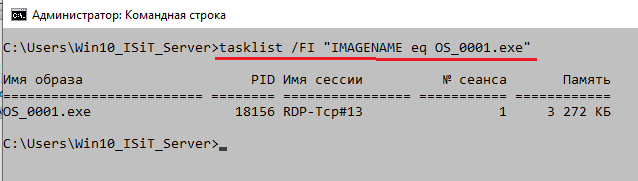 Администратор: Командная строка
C:\Users\Win10_ISiT_Server>tasklist /FI "IMAGENAME eq OS_0001.exe"
Имя образа                     PID Имя сессии          № сеанса       Память
========================= ======== ================ =========== ============
OS_0001.exe                  18156 RDP-Tcp#13                 1     3 272 КБ
C:\Users\Win10_ISiT_Server>